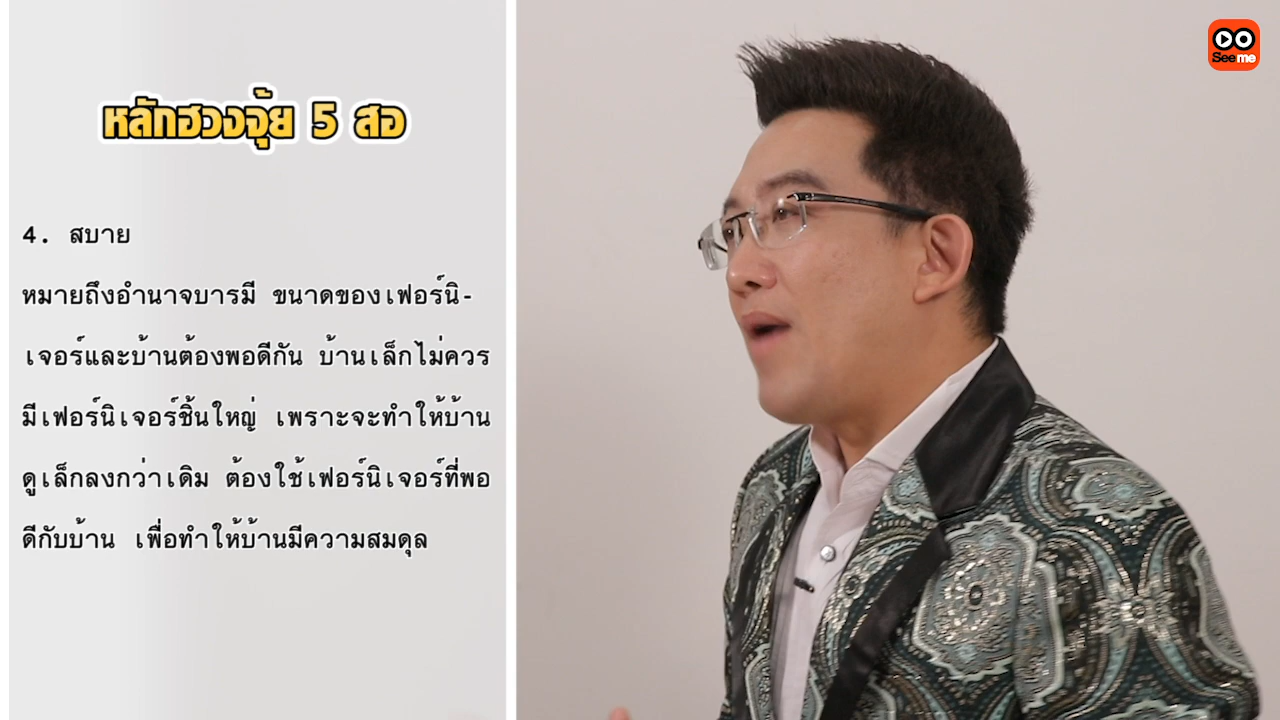 หลักฮวงจุ้ย 5 สอ
4. สบาย
หมายถึงอำนาจบารมี ขนาดของเฟอร์นิ-
เจอร์และบ้านต้องพอดีกัน บ้านเล็กไม่ควร
มีเฟอร์นิเจอร์ชิ้นใหญ่ เพราะจะทำให้บ้าน
ดูเล็กลงกว่าเดิม ต้องใช้เฟอร์นิเจอร์ที่พอ
ดีกับบ้าน เพื่อทำให้บ้านมีความสมดุล
See me